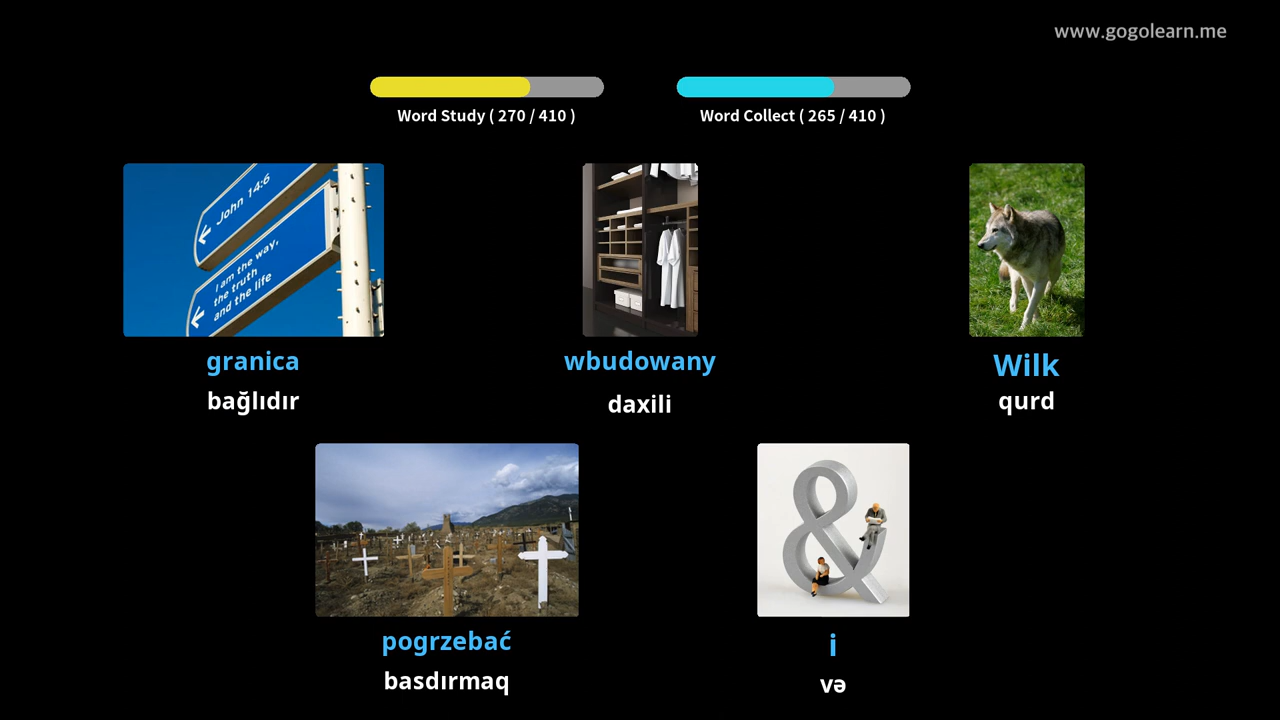 www.gogolearn.me
Word Study ( 270 / 410 )
Word Collect ( 265 / 410 )
John 14:6
I am the way,
the truth
and the life
granica
bağlıdır
wbudowany
daxili
Wilk
qurd
pogrzebać
basdırmaq
&
i
və